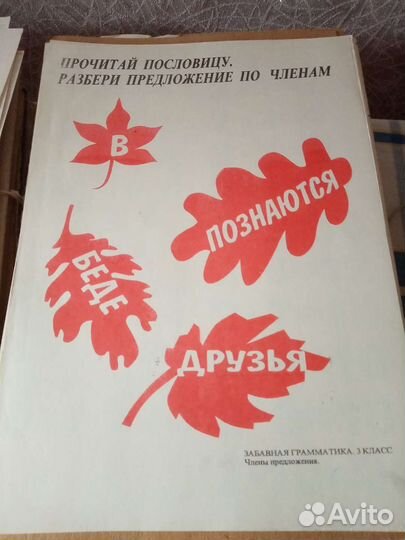 ПРОЧИТАЙ ПОСЛОВИЦУ.
РАЗБЕРИ ПРЕДЛОЖЕНИЕ ПО ЧЛЕНАМ
В
ПОЗНАЮТСЯ
БЕДЕ
ДРУЗЬЯ
ЗАБАВНАЯ ГРАММАТИКА. 3 КЛАСС
Члены предложения.
Avito